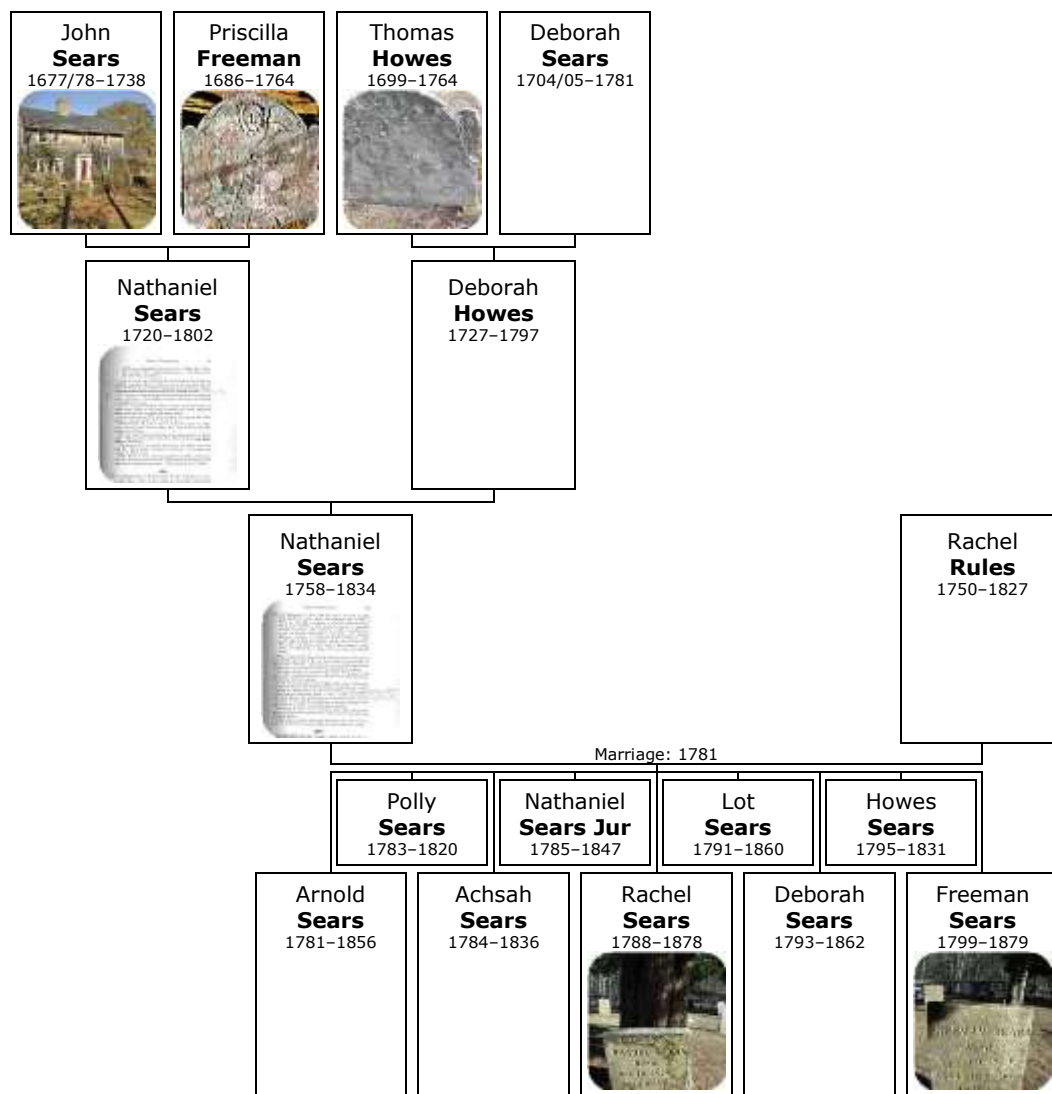 John
Sears
1677/78–1738
Priscilla
Freeman
1686–1764
Thomas
Howes
1699–1764
Deborah
Sears
1704/05–1781
Nathaniel
Sears
1720–1802
Deborah
Howes
1727–1797
Nathaniel
Sears
1758–1834
Rachel
Rules
1750–1827
Marriage: 1781
Polly
Sears
1783–1820
Nathaniel
Sears Jur
1785–1847
Lot
Sears
1791–1860
Howes
Sears
1795–1831
Arnold
Sears
1781–1856
Achsah
Sears
1784–1836
Rachel
Sears
1788–1878
Deborah
Sears
1793–1862
Freeman
Sears
1799–1879